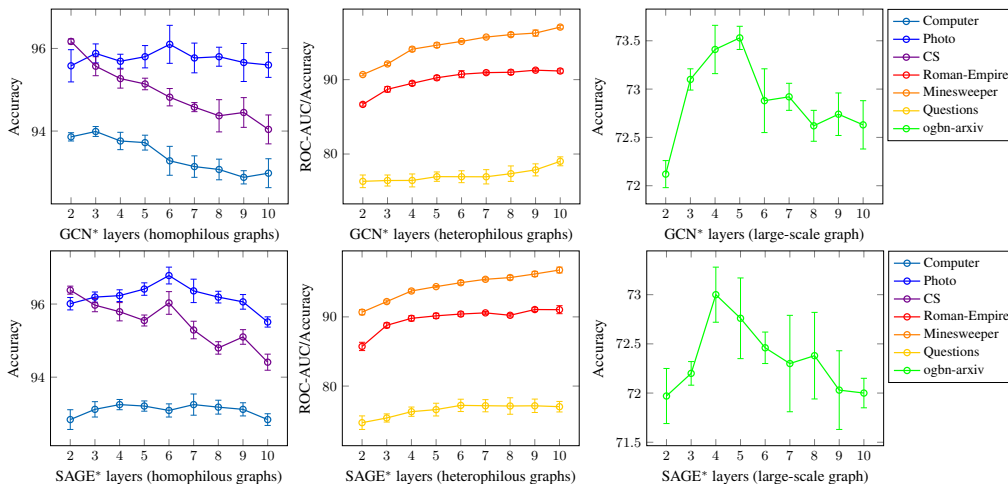 Accuracy
96
94
2 3 4 5 6 7 8 9 10
GCN* layers (homophilous graphs)
ROC-AUC/Accuracy
90
80
2 3 4 5 6 7 8 9 10
GCN* layers (heterophilous graphs)
Accuracy
73.5
73
72.5
72
2 3 4 5 6 7 8 9 10
GCN* layers (large-scale graph)
Computer
Photo
CS
Roman-Empire
Minesweeper
Questions
ogbn-arxiv
Accuracy
96
94
2 3 4 5 6 7 8 9 10
SAGE* layers (homophilous graphs)
ROC-AUC/Accuracy
90
80
2 3 4 5 6 7 8 9 10
SAGE* layers (heterophilous graphs)
Accuracy
73
72.5
72
71.5
2 3 4 5 6 7 8 9 10
SAGE* layers (large-scale graph)
Computer
Photo
CS
Roman-Empire
Minesweeper
Questions
ogbn-arxiv